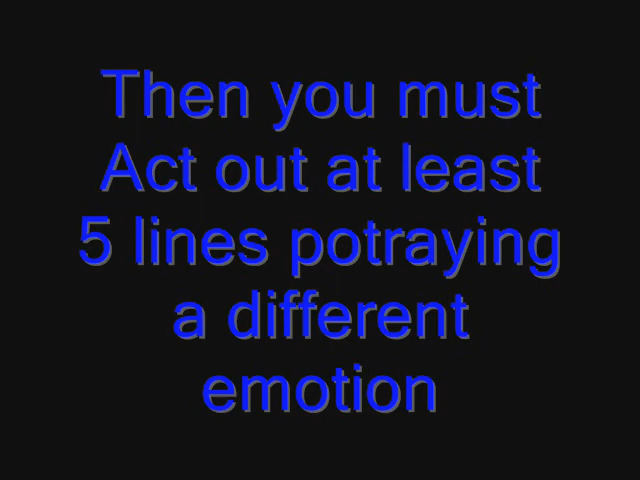 Then you must
Act out at least
5 lines potraying
a different
emotion